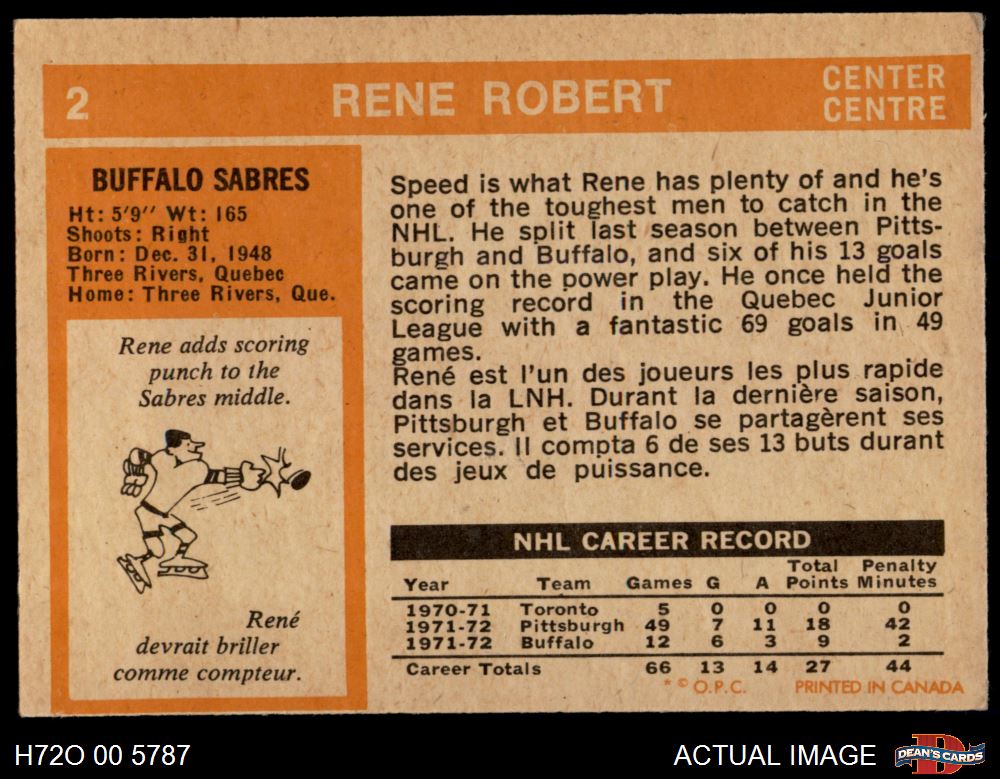 2 RENE ROBERT CENTER
CENTRE
BUFFALO SABRES
Ht: 5'9'' Wt: 165
Shoots: Right
Born: Dec. 31, 1948
Three Rivers, Quebec
Home: Three Rivers, Que.
Rene adds scoring
punch to the
Sabres middle.
René
devrait briller
comme compteur.
Speed is what Rene has plenty of and he's
one of the toughest men to catch in the
NHL. He split last season between Pitts-
burgh and Buffalo, and six of his 13 goals
came on the power play. He once held the
scoring record in the Quebec Junior
League with a fantastic 69 goals in 49
games.
René est l'un des joueurs les plus rapide
dans la LNH. Durant la dernière saison,
Pittsburgh et Buffalo se partagèrent ses
services. Il compta 6 de ses 13 buts durant
des jeux de puissance.
NHL CAREER RECORD
Total Penalty
Year Team Games G A Points Minutes
1970-71 Toronto 5 0 0 0 0
1971-72 Pittsburgh 49 7 11 18 42
1971-72 Buffalo 12 6 3 9 2
Career Totals 66 13 14 27 44
* © O.P.C. PRINTED IN CANADA
H72O 00 5787 ACTUAL IMAGE DEAN'S CARDS